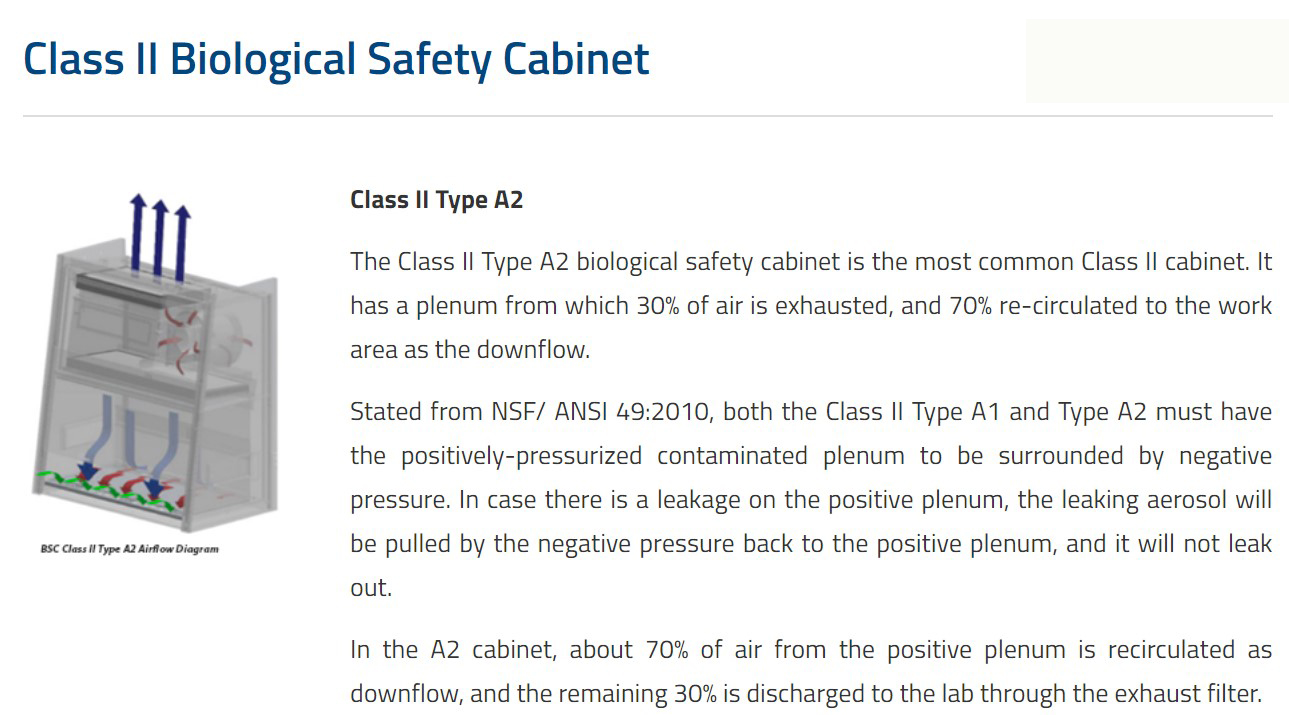 Class II Biological Safety Cabinet
Class II Type A2
The Class II Type A2 biological safety cabinet is the most common Class II cabinet. It
has a plenum from which 30% of air is exhausted, and 70% re-circulated to the work
area as the downflow.
Stated from NSF/ ANSI 49:2010, both the Class II Type A1 and Type A2 must have
the positively-pressurized contaminated plenum to be surrounded by negative
pressure. In case there is a leakage on the positive plenum, the leaking aerosol will
be pulled by the negative pressure back to the positive plenum, and it will not leak
out.
In the A2 cabinet, about 70% of air from the positive plenum is recirculated as
downflow, and the remaining 30% is discharged to the lab through the exhaust filter.
BSC Class II Type A2 Airflow Diagram